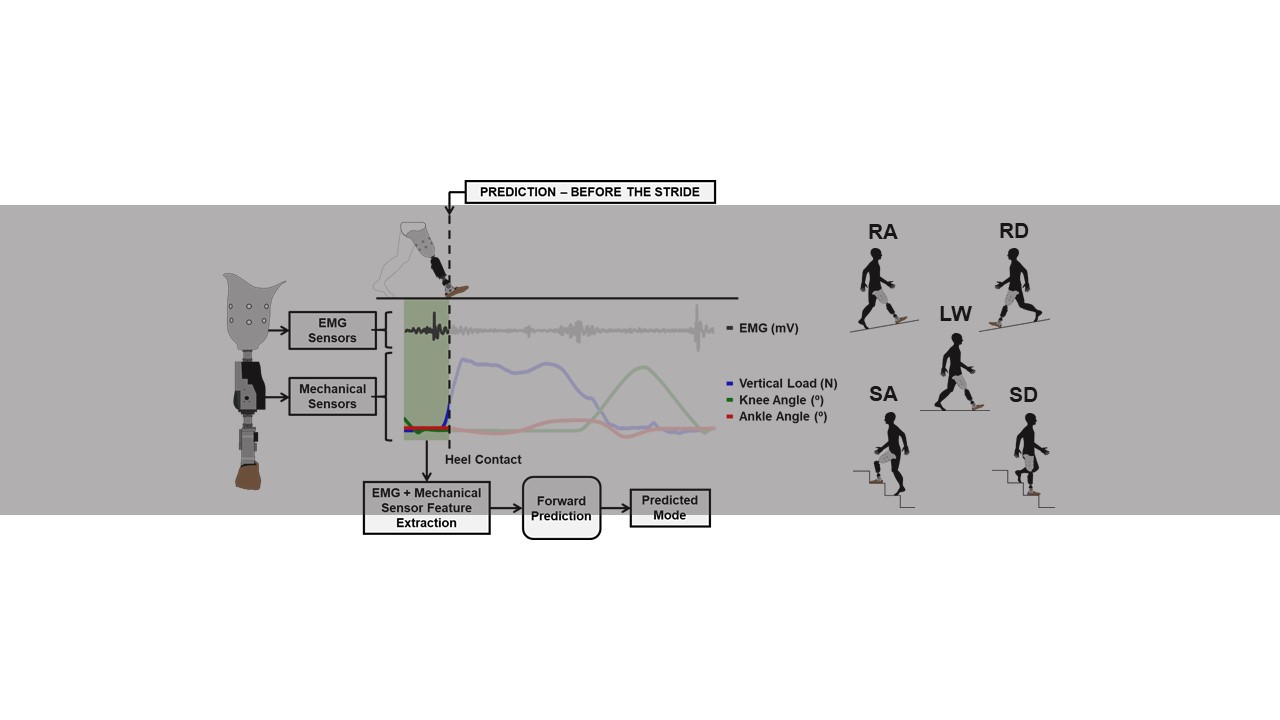 PREDICTION – BEFORE THE STRIDE
RA
RD
EMG
Sensors
EMG (mV)
LW
Mechanical
Sensors
Vertical Load (N)
Knee Angle (º)
Ankle Angle (º)
SA
SD
Heel Contact
EMG + Mechanical
Sensor Feature
Extraction
Forward
Prediction
Predicted
Mode